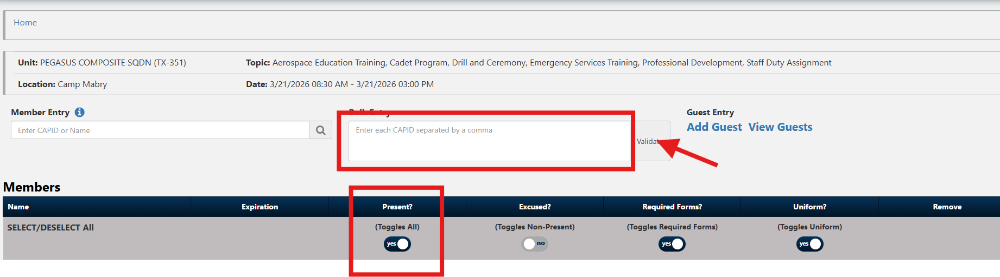 Home
Unit: PEGASUS COMPOSITE SQDN (TX-351)
Topic: Aerospace Education Training, Cadet Program, Drill and Ceremony, Emergency Services Training, Professional Development, Staff Duty Assignment
Location: Camp Mabry
Date: 3/21/2026 08:30 AM - 3/21/2026 03:00 PM
Member Entry
Enter CAPID or Name
Bulk Entry
Enter each CAPID separated by a comma
Validat
Guest Entry
Add Guest View Guests
Members
Name Expiration Present? Excused? Required Forms? Uniform? Remove
SELECT/DESELECT All (Toggles All) (Toggles Non-Present) (Toggles Required Forms) (Toggles Uniform)
yes no yes yes